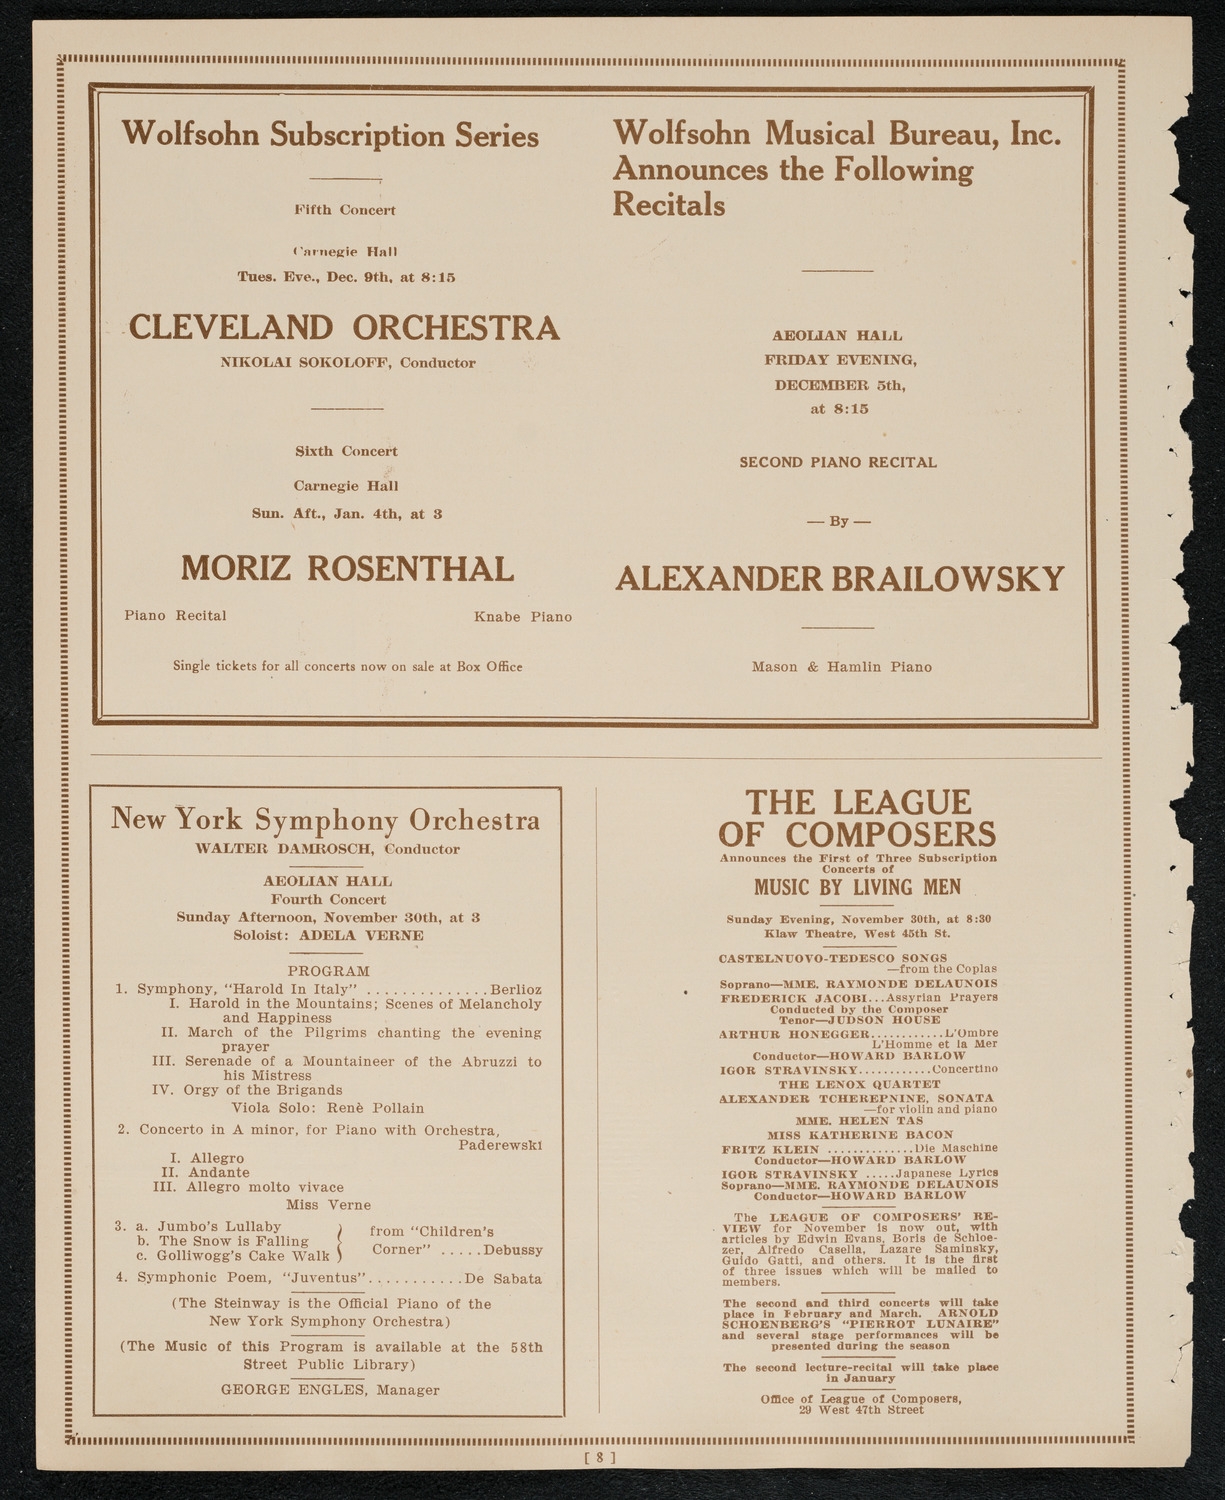 Wolfsohn Subscription Series
Fifth Concert
Carnegie Hall
Tues. Eve., Dec. 9th, at 8:15
CLEVELAND ORCHESTRA
NIKOLAI SOKOLOFF, Conductor
Sixth Concert
Carnegie Hall
Sun. Aft., Jan. 4th, at 3
MORIZ ROSENTHAL
Piano Recital Knabe Piano
Single tickets for all concerts now on sale at Box Office
Wolfsohn Musical Bureau, Inc.
Announces the Following
Recitals
AEOLIAN HALL
FRIDAY EVENING,
DECEMBER 5th,
at 8:15
SECOND PIANO RECITAL
— By —
ALEXANDER BRAILOWSKY
Mason & Hamlin Piano
New York Symphony Orchestra
WALTER DAMROSCH, Conductor
AEOLIAN HALL
Fourth Concert
Sunday Afternoon, November 30th, at 3
Soloist: ADELA VERNE
PROGRAM
1. Symphony, "Harold In Italy" ..............Berlioz
I. Harold in the Mountains; Scenes of Melancholy
and Happiness
II. March of the Pilgrims chanting the evening
prayer
III. Serenade of a Mountaineer of the Abruzzi to
his Mistress
IV. Orgy of the Brigands
Viola Solo: Renè Pollain
2. Concerto in A minor, for Piano with Orchestra,
Paderewski
I. Allegro
II. Andante
III. Allegro molto vivace
Miss Verne
3. a. Jumbo's Lullaby
b. The Snow is Falling
c. Golliwogg's Cake Walk
from "Children's
Corner" .....Debussy
4. Symphonic Poem, "Juventus"...........De Sabata
(The Steinway is the Official Piano of the
New York Symphony Orchestra)
(The Music of this Program is available at the 58th
Street Public Library)
GEORGE ENGLES, Manager
THE LEAGUE
OF COMPOSERS
Announces the First of Three Subscription
Concerts of
MUSIC BY LIVING MEN
Sunday Evening, November 30th, at 8:30
Klaw Theatre, West 45th St.
CASTELNUOVO-TEDESCO SONGS
—from the Coplas
Soprano—MME. RAYMONDE DELAUNOIS
FREDERICK JACOBI...Assyrian Prayers
Conducted by the Composer
Tenor—JUDSON HOUSE
ARTHUR HONEGGER...........L'Ombre
L'Homme et la Mer
Conductor—HOWARD BARLOW
IGOR STRAVINSKY...........Concertino
THE LENOX QUARTET
ALEXANDER TCHEREPNINE, SONATA
—for violin and piano
MME. HELEN TAS
MISS KATHERINE BACON
FRITZ KLEIN .............Die Maschine
Conductor—HOWARD BARLOW
IGOR STRAVINSKY .....Japanese Lyrics
Soprano—MME. RAYMONDE DELAUNOIS
Conductor—HOWARD BARLOW
The LEAGUE OF COMPOSERS' RE-
VIEW for November is now out, with
articles by Edwin Evans, Boris de Schloe-
zer, Alfredo Casella, Lazare Saminsky,
Guido Gatti, and others. It is the first
of three issues which will be mailed to
members.
The second and third concerts will take
place in February and March. ARNOLD
SCHOENBERG'S "PIERROT LUNAIRE"
and several stage performances will be
presented during the season
The second lecture-recital will take place
in January
Office of League of Composers,
29 West 47th Street
[ 8 ]